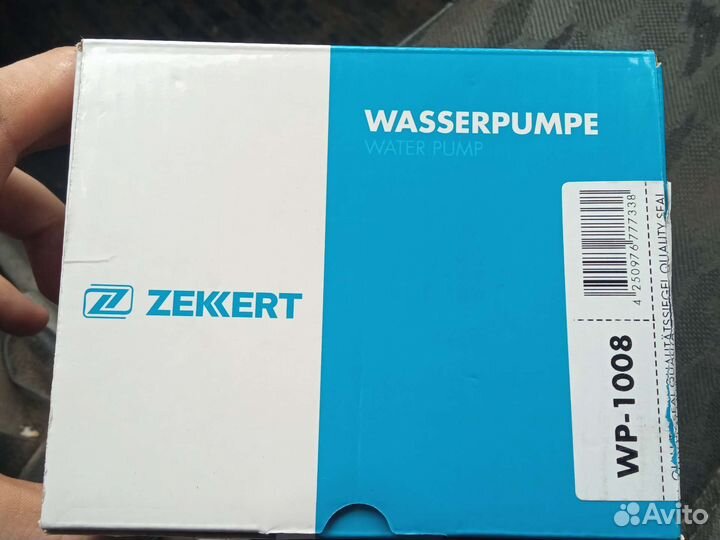 WASSERPUMPE
WATER PUMP
ZEKKERT
4 250976 777338
WP-1008
QUALITÄTSSIEGEL QUALITY SEAL
Avito